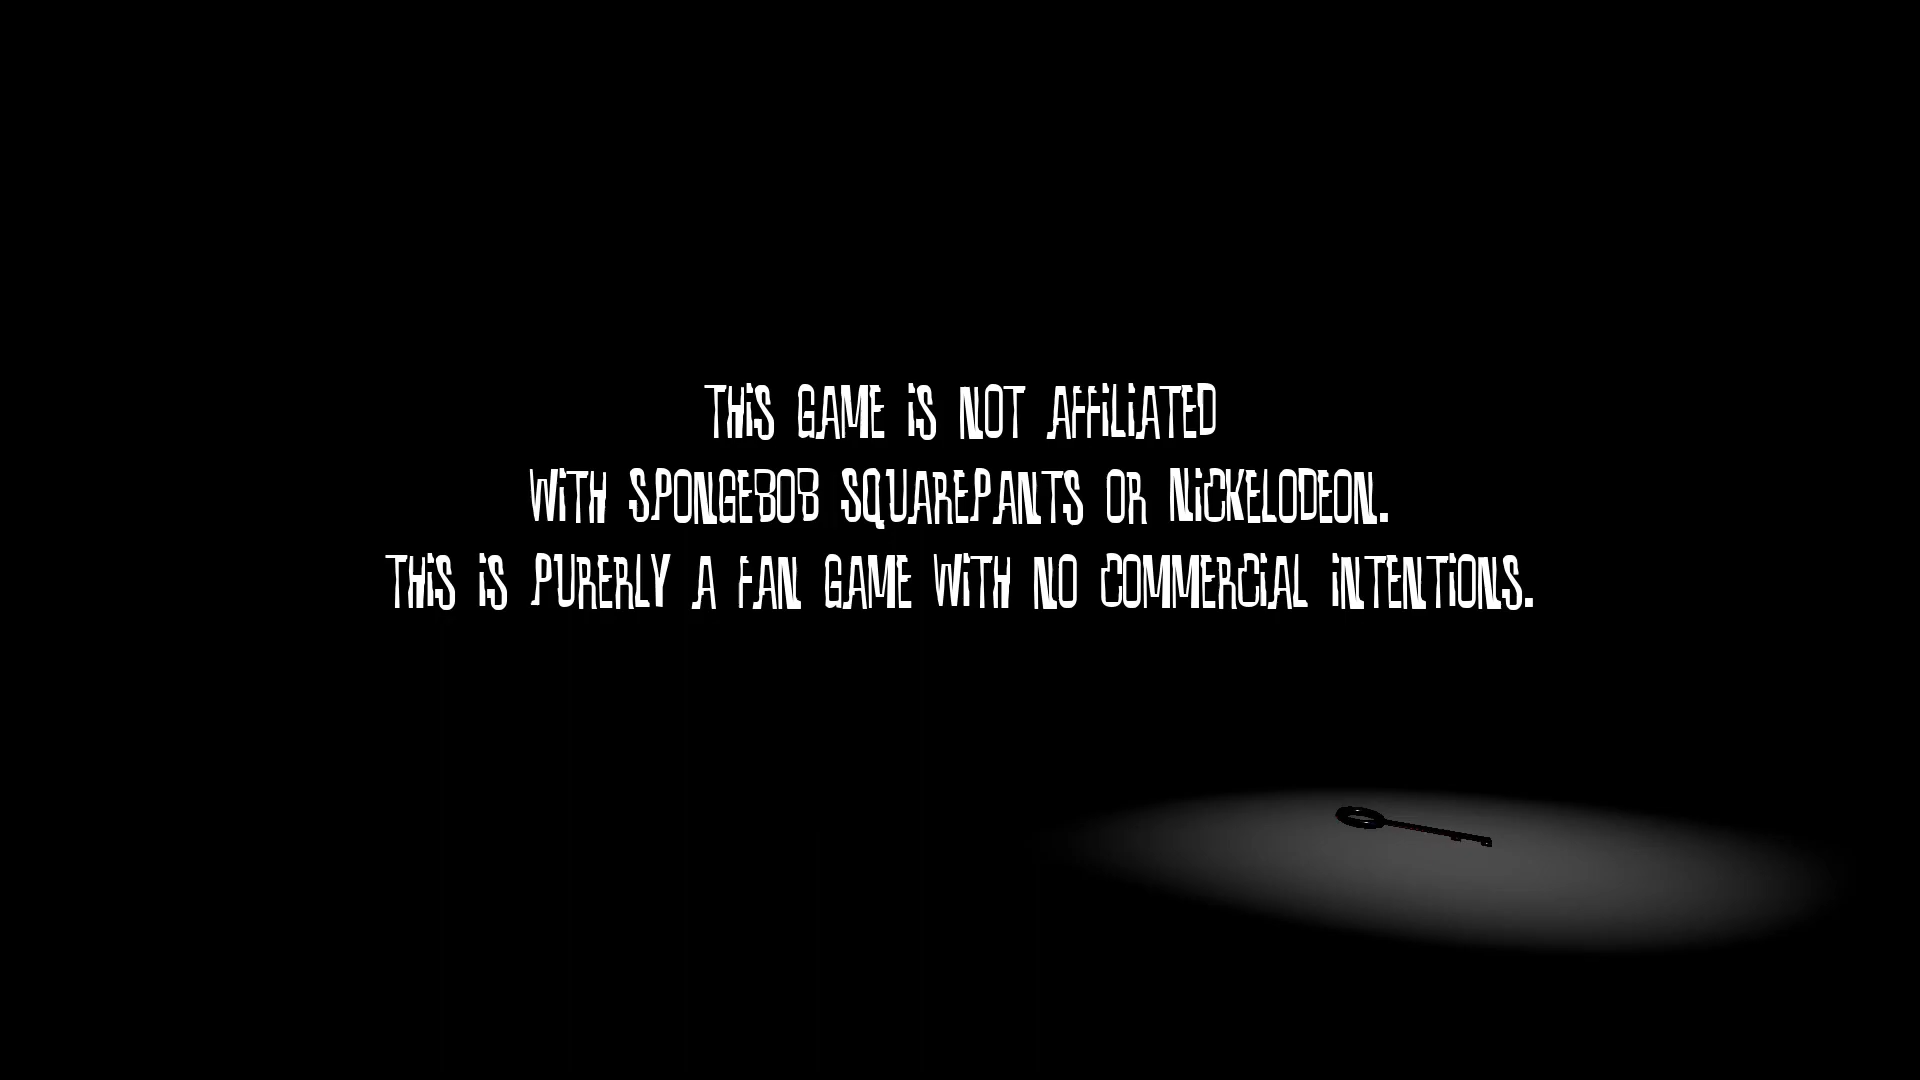 THiS GAME iS NOT AFFiLiATED
WiTH SPONGEBOB SQUAREPANTS OR NiCKELODEON.
THiS iS PURERLY A FAN GAME WiTH NO COMMERCiAL iNTENTiONS.